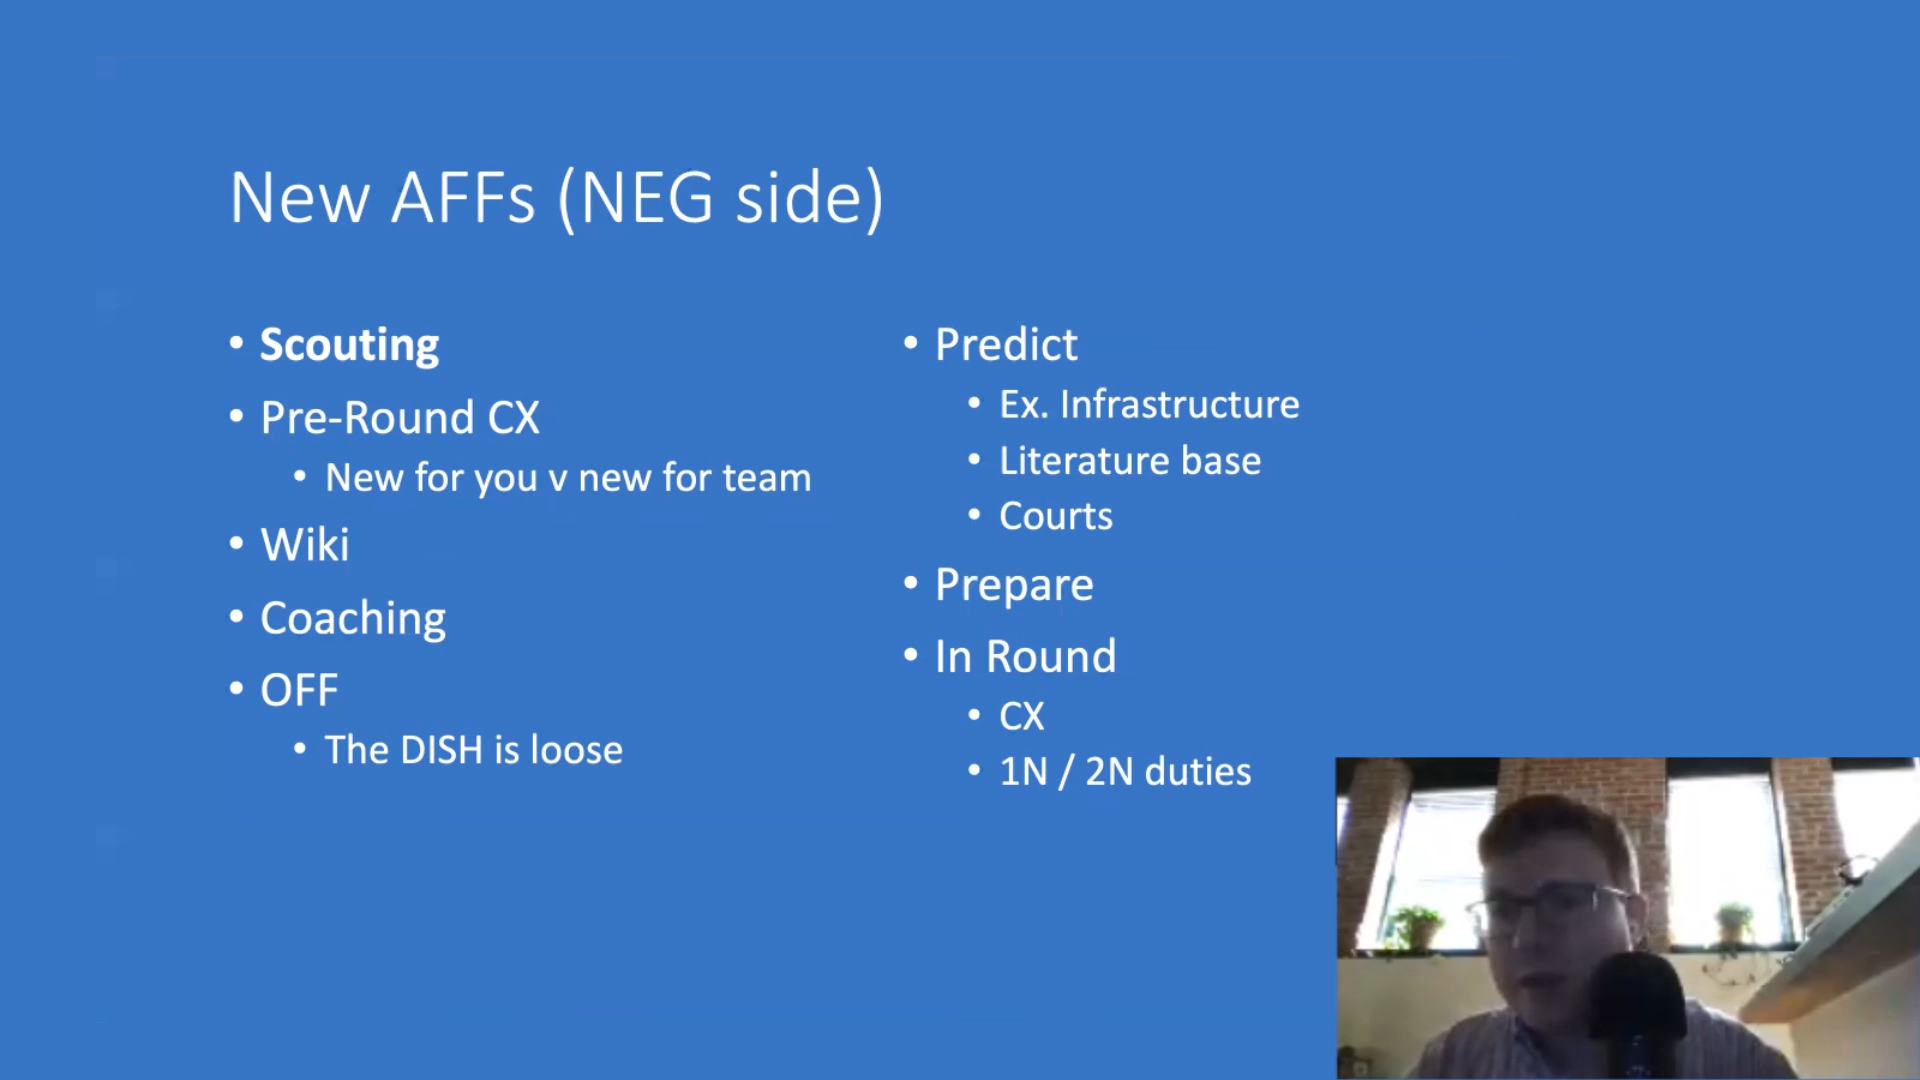 New AFFs (NEG side)
• Scouting
• Pre-Round CX
• New for you v new for team
• Wiki
• Coaching
• OFF
• The DISH is loose
• Predict
• Ex. Infrastructure
• Literature base
• Courts
• Prepare
• In Round
• CX
• 1N / 2N duties